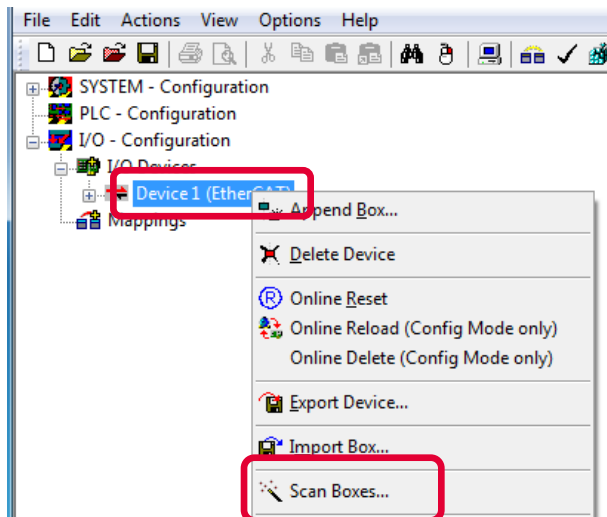 File Edit Actions View Options Help
SYSTEM - Configuration
PLC - Configuration
I/O - Configuration
I/O Devices
Device 1 (EtherCAT)
Mappings
Append Box...
Delete Device
Online Reset
Online Reload (Config Mode only)
Online Delete (Config Mode only)
Export Device...
Import Box...
Scan Boxes...